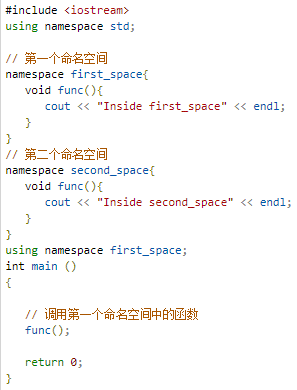 #include <iostream>
using namespace std;

// 第一个命名空间
namespace first_space{
   void func(){
      cout << "Inside first_space" << endl;
   }
}
// 第二个命名空间
namespace second_space{
   void func(){
      cout << "Inside second_space" << endl;
   }
}
using namespace first_space;
int main ()
{

   // 调用第一个命名空间中的函数
   func();

   return 0;
}